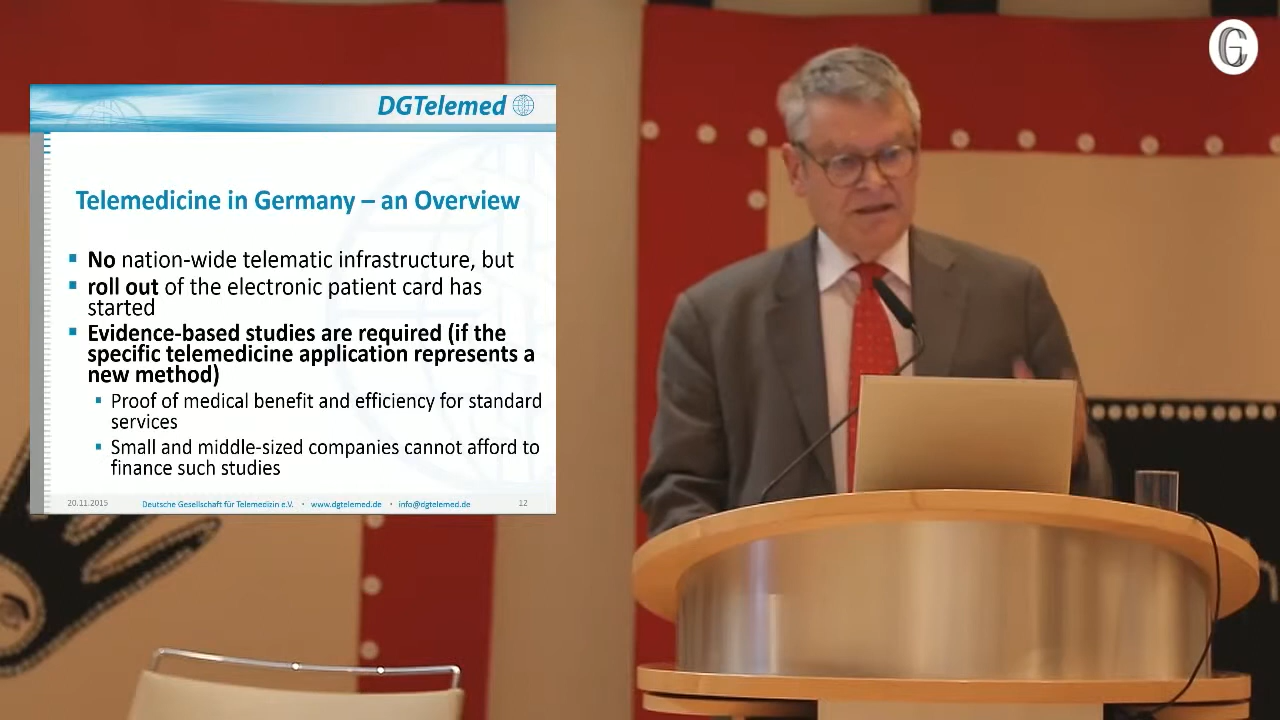 DGTelemed
Telemedicine in Germany – an Overview
No nation-wide telematic infrastructure, but
roll out of the electronic patient card has
started
Evidence-based studies are required (if the
specific telemedicine application represents a
new method)
Proof of medical benefit and efficiency for standard
services
Small and middle-sized companies cannot afford to
finance such studies
20.11.2015 Deutsche Gesellschaft für Telemedizin e.V. • www.dgtelemed.de • info@dgtelemed.de 12